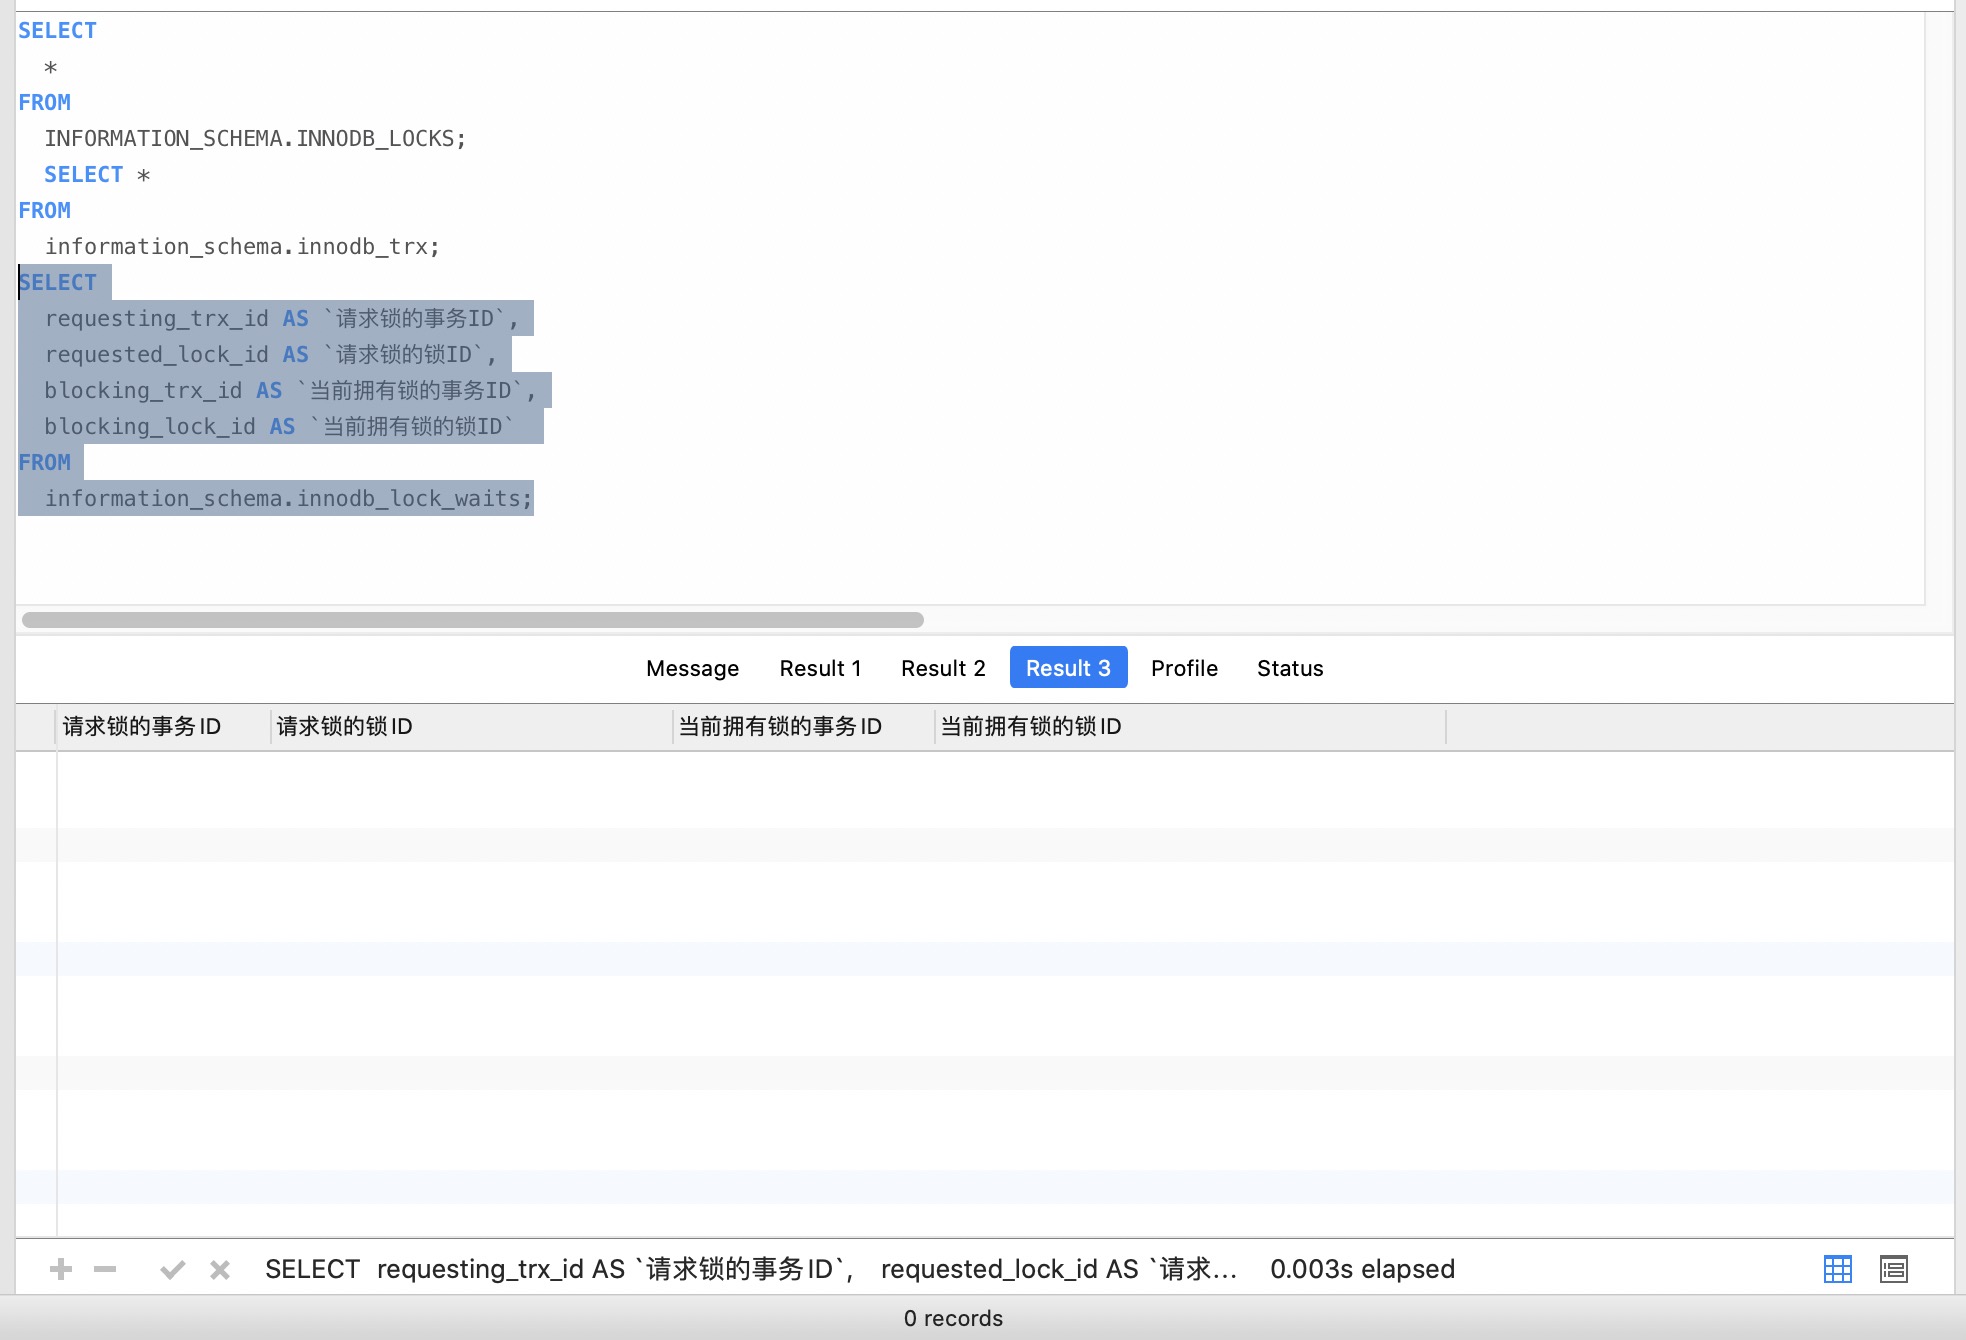 SELECT
*
FROM
INFORMATION_SCHEMA.INNODB_LOCKS;
SELECT *
FROM
information_schema.innodb_trx;
SELECT
requesting_trx_id AS `请求锁的事务ID`,
requested_lock_id AS `请求锁的锁ID`,
blocking_trx_id AS `当前拥有锁的事务ID`,
blocking_lock_id AS `当前拥有锁的锁ID`
FROM
information_schema.innodb_lock_waits;
Message Result 1 Result 2 Result 3 Profile Status
请求锁的事务ID 请求锁的锁ID 当前拥有锁的事务ID 当前拥有锁的锁ID
SELECT requesting_trx_id AS `请求锁的事务ID`, requested_lock_id AS `请求... 0.003s elapsed
0 records